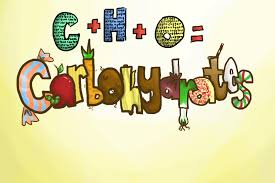 C + H + O =
Carbohydrates